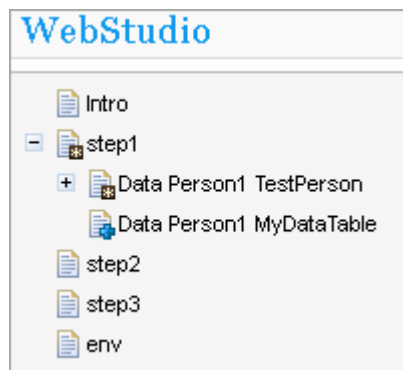 WebStudio
Intro
step1
Data Person1 TestPerson
Data Person1 MyDataTable
step2
step3
env